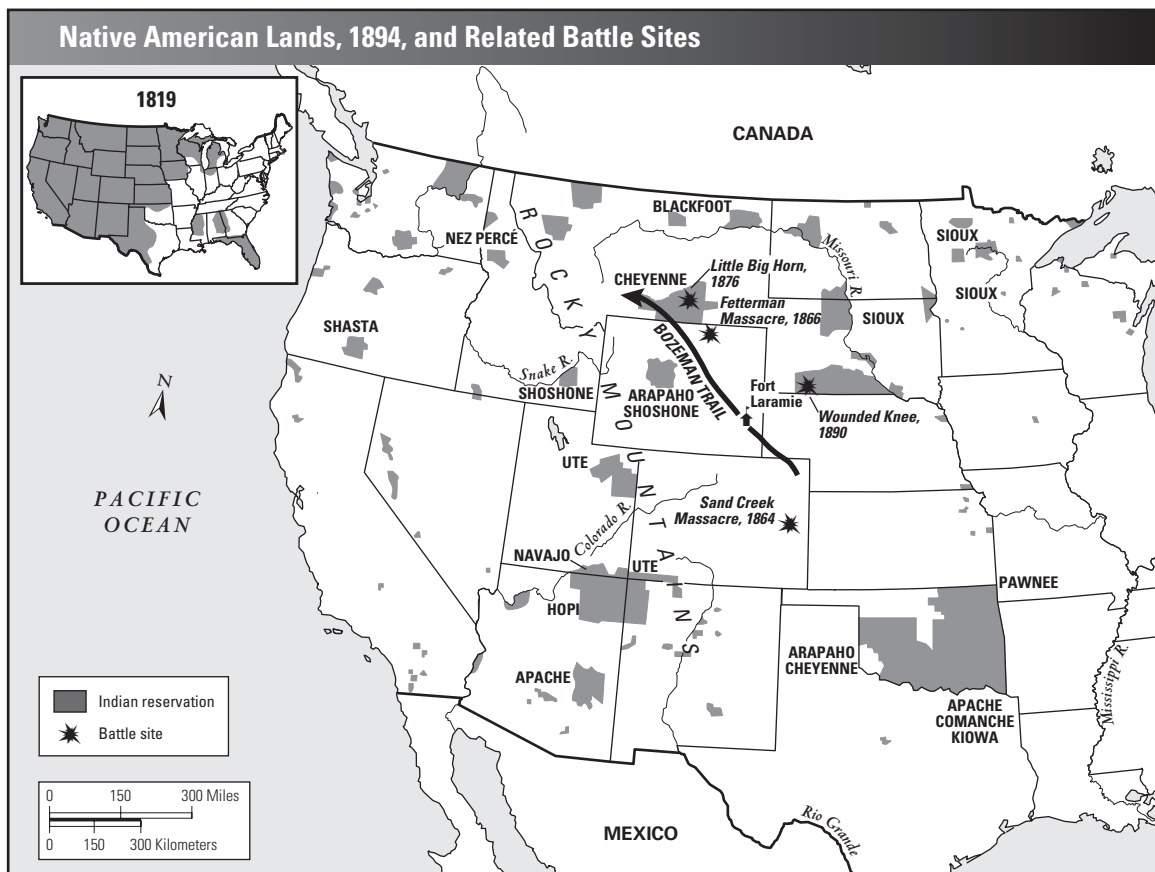 Native American Lands, 1894, and Related Battle Sites
1819
CANADA
BLACKFOOT
NEZ PERCÉ
SIOUX
Missouri R.
ROCKY MOUNTAINS
CHEYENNE
Little Big Horn,
1876
Fetterman
Massacre, 1866
SIOUX
SIOUX
SHASTA
BOZEMAN TRAIL
Snake R.
SHOSHONE
ARAPAHO
SHOSHONE
Fort
Laramie
Wounded Knee,
1890
N
PACIFIC
OCEAN
UTE
Colorado R.
Sand Creek
Massacre, 1864
NAVAJO
UTE
HOPI
PAWNEE
ARAPAHO
CHEYENNE
APACHE
APACHE
COMANCHE
KIOWA
Mississippi R.
Indian reservation
Battle site
0 150 300 Miles
0 150 300 Kilometers
MEXICO
Rio Grande